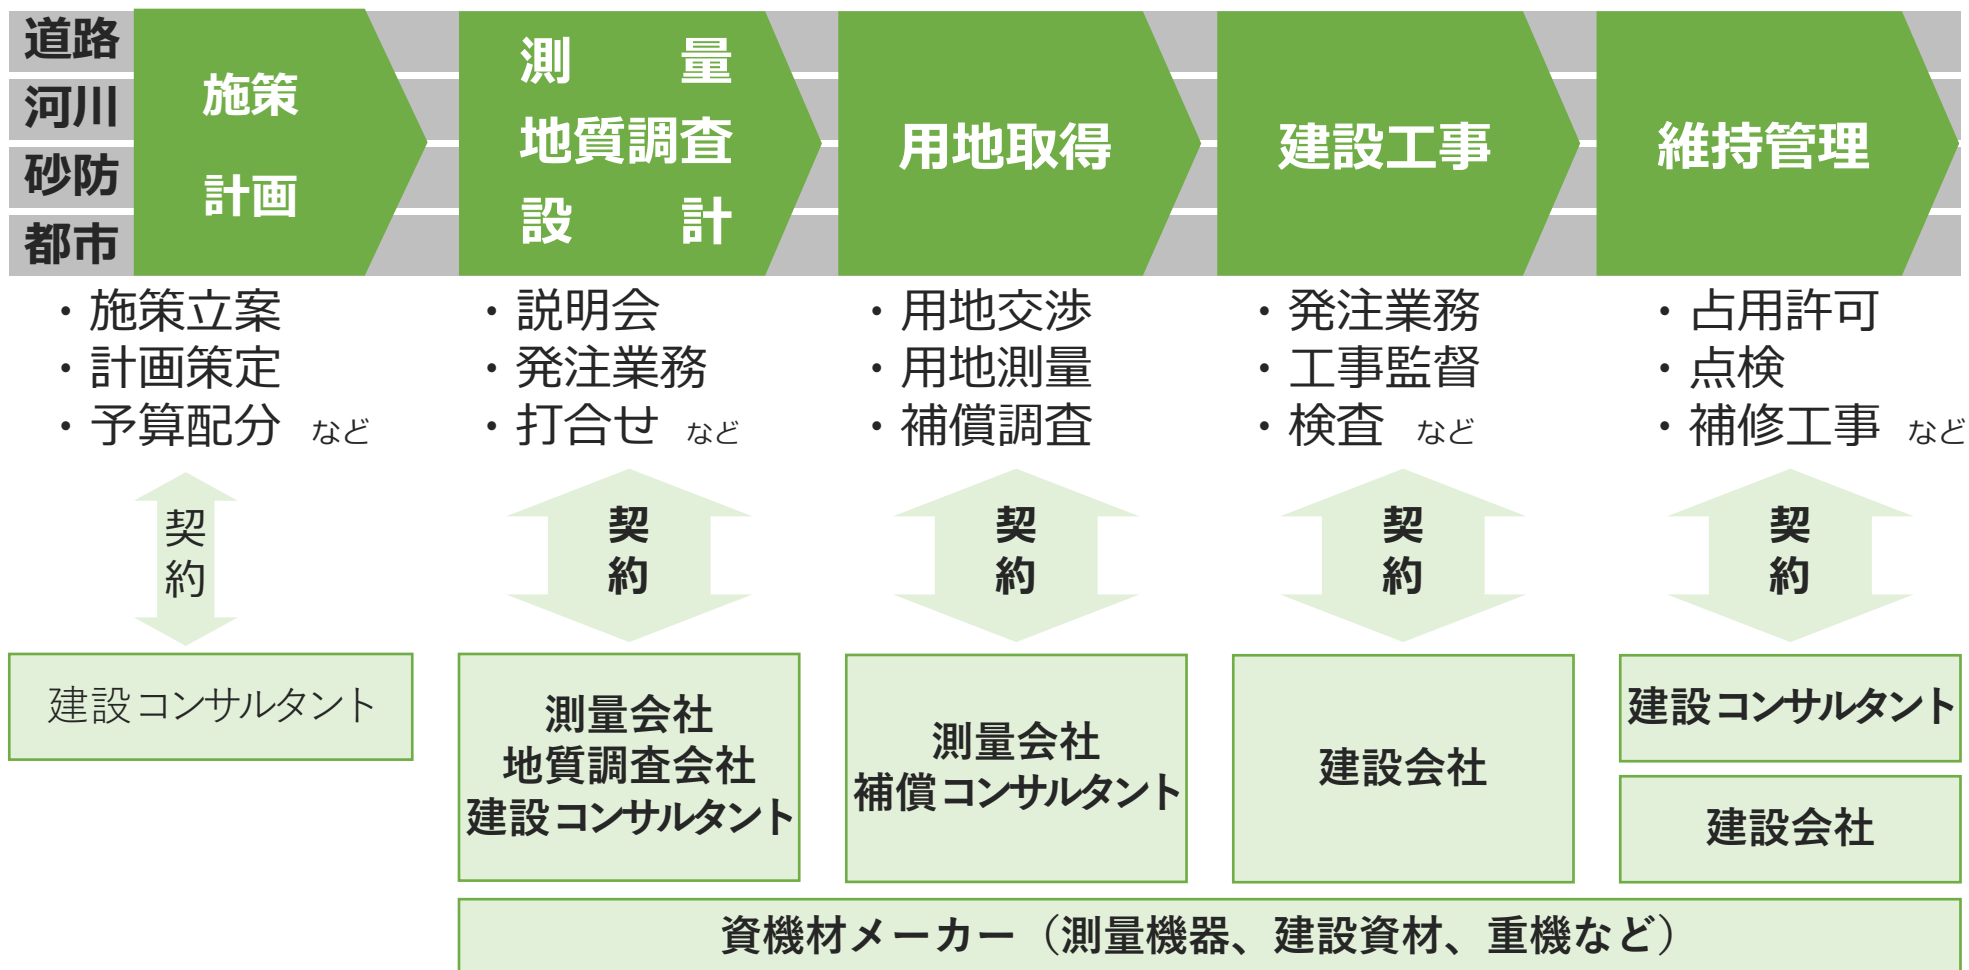 道路
河川
砂防
都市
施策
計画
測　量
地質調査
設　計
用地取得
建設工事
維持管理
・施策立案
・計画策定
・予算配分 など
・説明会
・発注業務
・打合せ など
・用地交渉
・用地測量
・補償調査
・発注業務
・工事監督
・検査 など
・占用許可
・点検
・補修工事 など
契
約
契
約
契
約
契
約
契
約
建設コンサルタント
測量会社
地質調査会社
建設コンサルタント
測量会社
補償コンサルタント
建設会社
建設コンサルタント
建設会社
資機材メーカー（測量機器、建設資材、重機など）